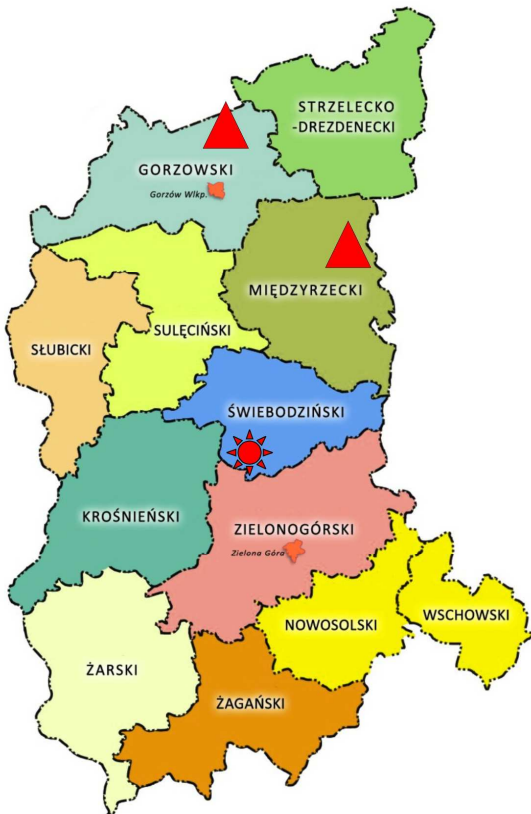 STRZELECKO
-DREZDENECKI
GORZOWSKI
Gorzów Wlkp.
MIĘDZYRZECKI
SULĘCIŃSKI
SŁUBICKI
ŚWIEBODZIŃSKI
KROŚNIEŃSKI
ZIELONOGÓRSKI
Zielona Góra
NOWOSOLSKI
WSCHOWSKI
ŻARSKI
ŻAGAŃSKI